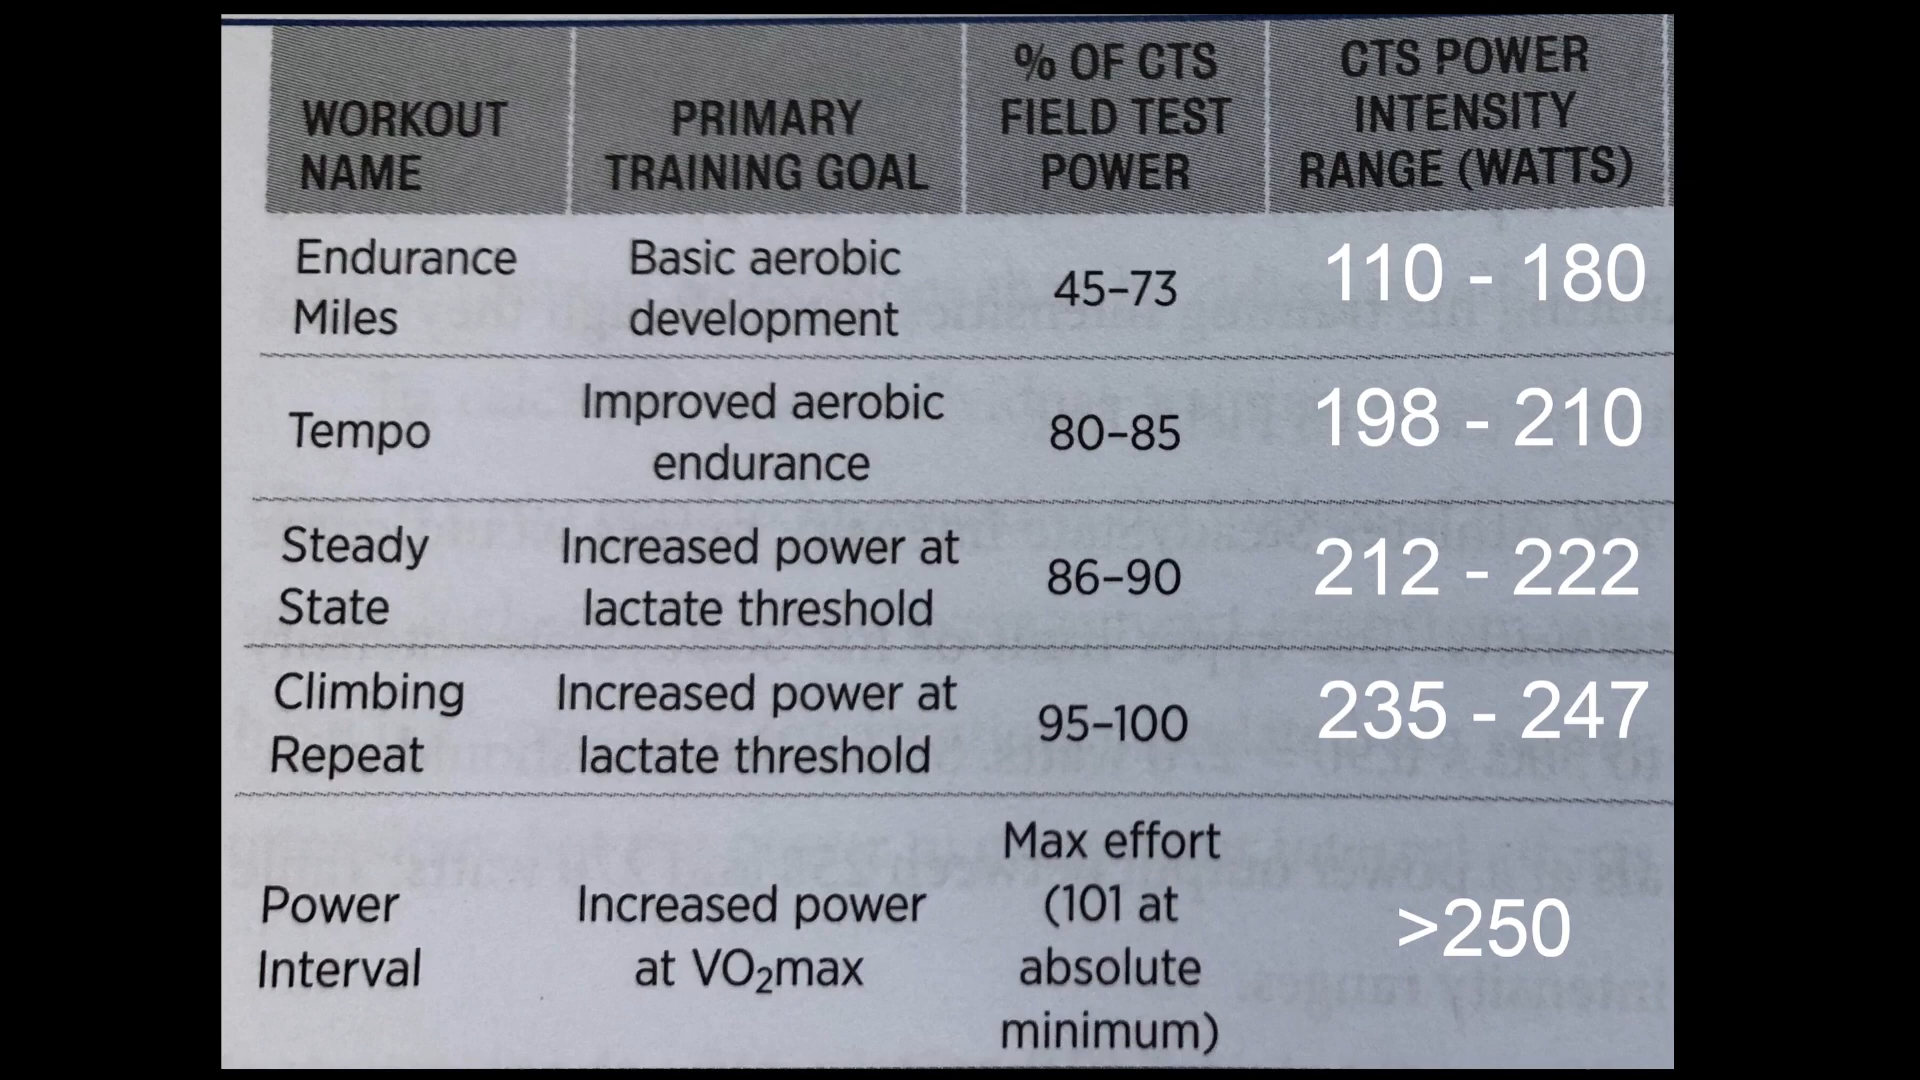 WORKOUT NAME
PRIMARY TRAINING GOAL
% OF CTS FIELD TEST POWER
CTS POWER INTENSITY RANGE (WATTS)
Endurance Miles
Basic aerobic development
45–73
110 - 180
Tempo
Improved aerobic endurance
80–85
198 - 210
Steady State
Increased power at lactate threshold
86–90
212 - 222
Climbing Repeat
Increased power at lactate threshold
95–100
235 - 247
Power Interval
Increased power at VO₂max
Max effort (101 at absolute minimum)
>250